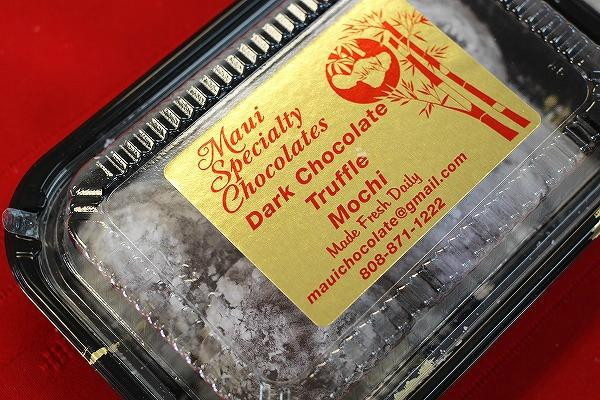 Maui
Specialty
Chocolates
Dark Chocolate
Truffle
Mochi
Made Fresh Daily
mauichocolate@gmail.com
808-871-1222